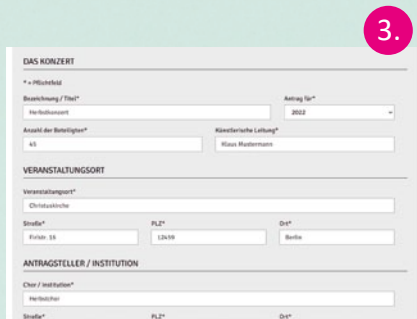 3.
DAS KONZERT
* = Pflichtfeld
Bezeichnung / Titel* Antrag für*
Herbstkonzert 2022
Anzahl der Beteiligten* Künstlerische Leitung*
45 Klaus Mustermann
VERANSTALTUNGSORT
Veranstaltungsort*
Christuskirche
Straße* PLZ* Ort*
Firlstr. 16 12459 Berlin
ANTRAGSTELLER / INSTITUTION
Chor / Institution*
Herbstchor
Straße* PLZ* Ort*